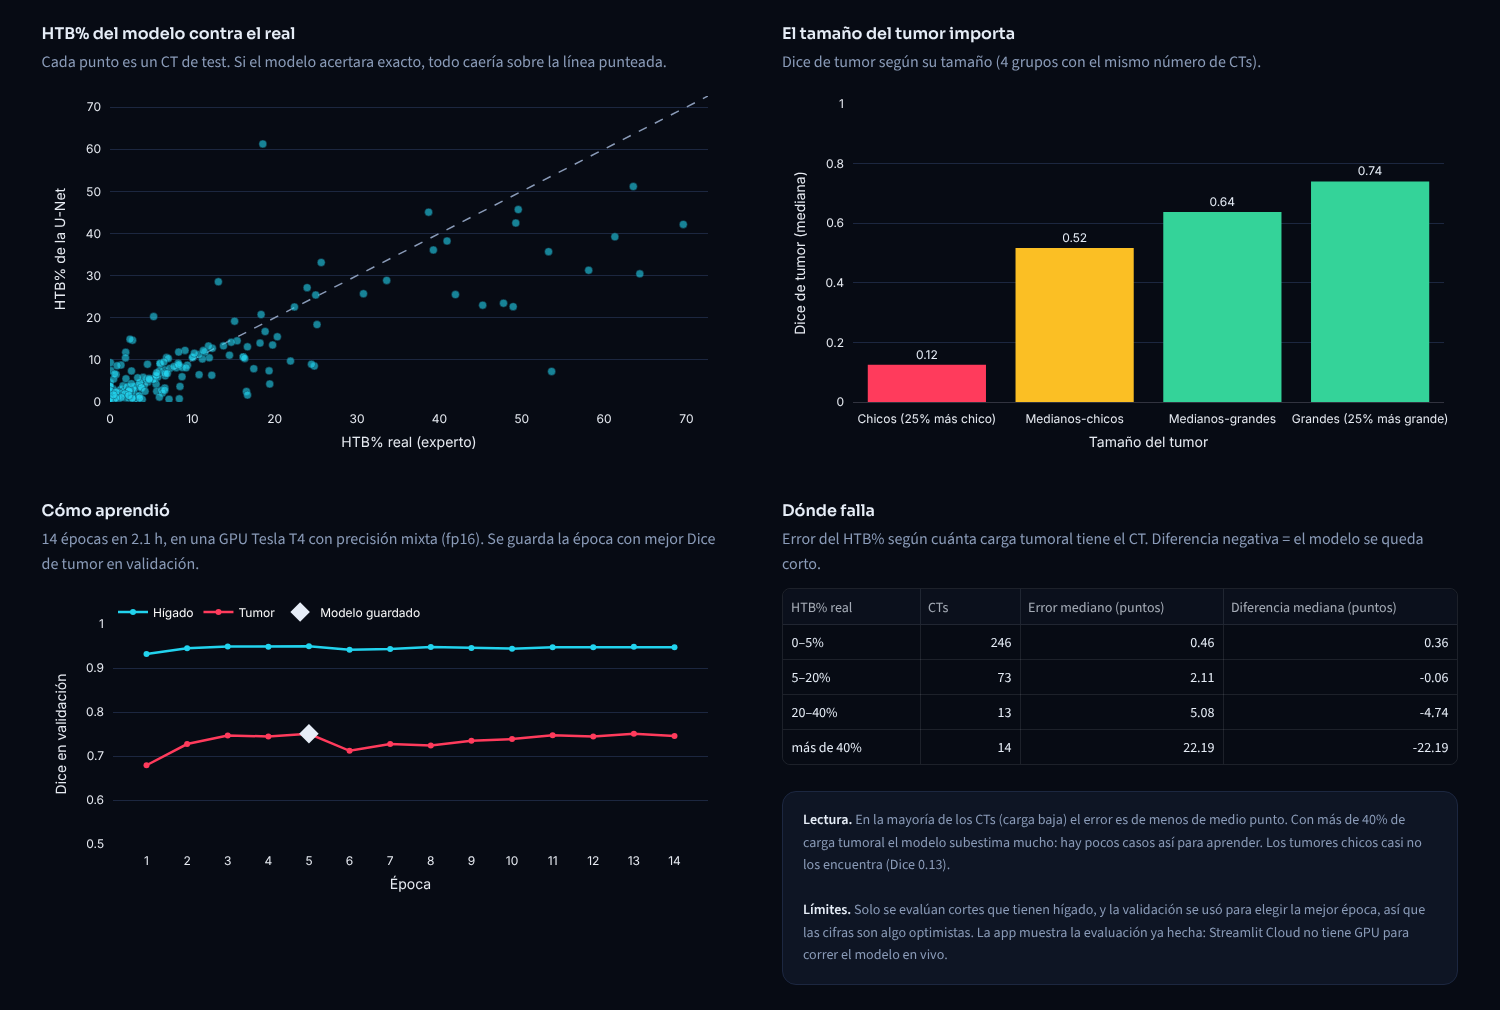 HTB% del modelo contra el real
Cada punto es un CT de test. Si el modelo acertara exacto, todo caería sobre la línea punteada.
70
60
50
40
30
20
10
0
HTB% de la U-Net
0 10 20 30 40 50 60 70
HTB% real (experto)
El tamaño del tumor importa
Dice de tumor según su tamaño (4 grupos con el mismo número de CTs).
1
0.8
0.6
0.4
0.2
0
Dice de tumor (mediana)
0.12
0.52
0.64
0.74
Chicos (25% más chico) Medianos-chicos Medianos-grandes Grandes (25% más grande)
Tamaño del tumor
Cómo aprendió
14 épocas en 2.1 h, en una GPU Tesla T4 con precisión mixta (fp16). Se guarda la época con mejor Dice
de tumor en validación.
Hígado Tumor Modelo guardado
1
0.9
0.8
0.7
0.6
0.5
Dice en validación
1 2 3 4 5 6 7 8 9 10 11 12 13 14
Época
Dónde falla
Error del HTB% según cuánta carga tumoral tiene el CT. Diferencia negativa = el modelo se queda
corto.
HTB% real CTs Error mediano (puntos) Diferencia mediana (puntos)
0–5% 246 0.46 0.36
5–20% 73 2.11 -0.06
20–40% 13 5.08 -4.74
más de 40% 14 22.19 -22.19
Lectura. En la mayoría de los CTs (carga baja) el error es de menos de medio punto. Con más de 40% de
carga tumoral el modelo subestima mucho: hay pocos casos así para aprender. Los tumores chicos casi no
los encuentra (Dice 0.13).
Límites. Solo se evalúan cortes que tienen hígado, y la validación se usó para elegir la mejor época, así que
las cifras son algo optimistas. La app muestra la evaluación ya hecha: Streamlit Cloud no tiene GPU para
correr el modelo en vivo.